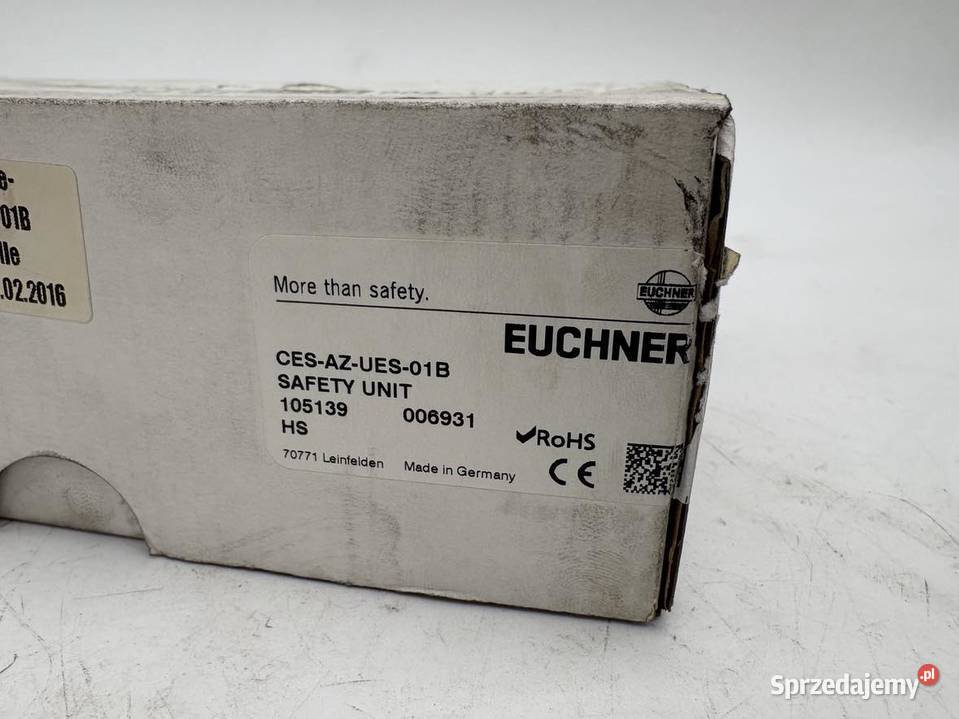 01B
.02.2016
More than safety.
EUCHNER
EUCHNER
CES-AZ-UES-01B
SAFETY UNIT
105139 006931
HS
RoHS
70771 Leinfelden Made in Germany
CE
Sprzedajemy.pl